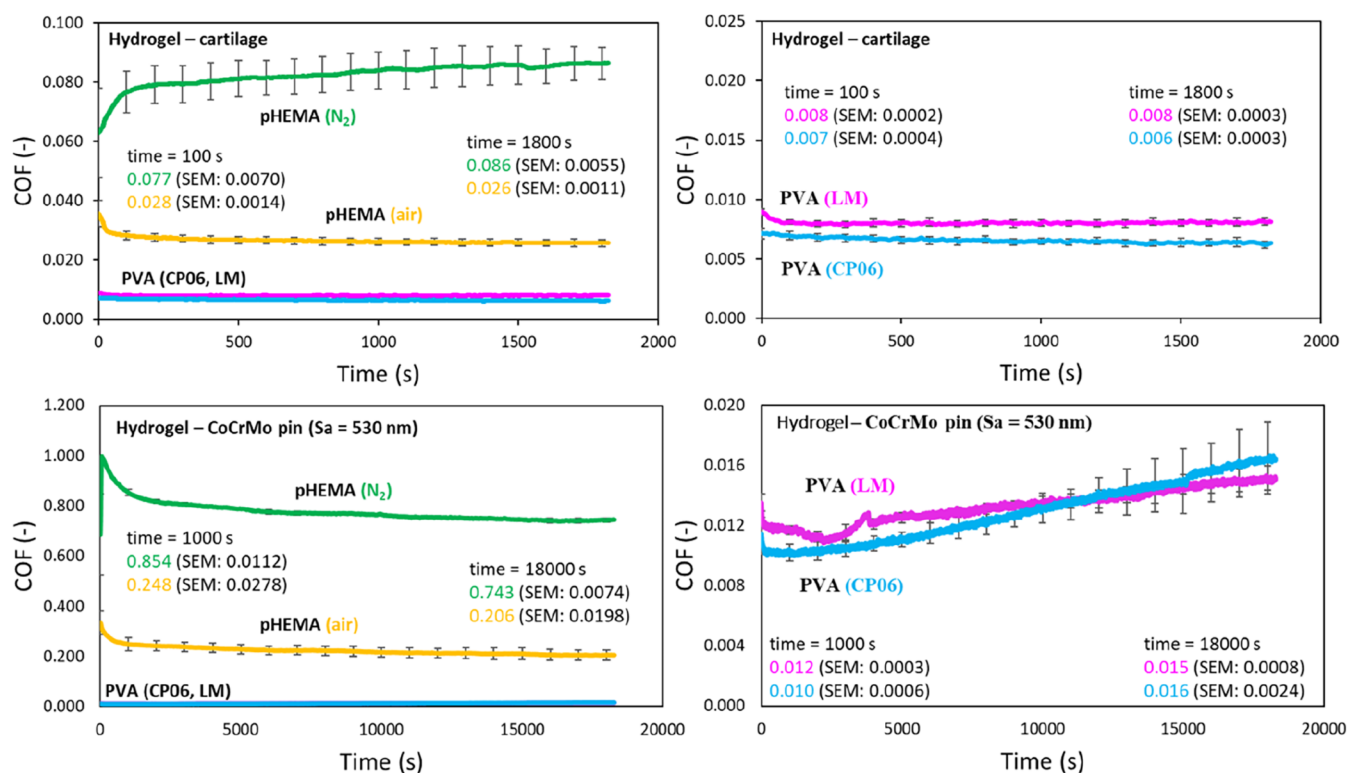 Hydrogel – cartilage
COF (-)
0.100
0.080
0.060
0.040
0.020
0.000
pHEMA (N2)
time = 100 s
0.077 (SEM: 0.0070)
0.028 (SEM: 0.0014)
time = 1800 s
0.086 (SEM: 0.0055)
0.026 (SEM: 0.0011)
pHEMA (air)
PVA (CP06, LM)
0
500
1000
1500
2000
Time (s)
Hydrogel – cartilage
COF (-)
0.025
0.020
0.015
0.010
0.005
0.000
time = 100 s
0.008 (SEM: 0.0002)
0.007 (SEM: 0.0004)
time = 1800 s
0.008 (SEM: 0.0003)
0.006 (SEM: 0.0003)
PVA (LM)
PVA (CP06)
0
500
1000
1500
2000
Time (s)
Hydrogel – CoCrMo pin (Sa = 530 nm)
COF (-)
1.200
1.000
0.800
0.600
0.400
0.200
0.000
pHEMA (N2)
time = 1000 s
0.854 (SEM: 0.0112)
0.248 (SEM: 0.0278)
time = 18000 s
0.743 (SEM: 0.0074)
0.206 (SEM: 0.0198)
pHEMA (air)
PVA (CP06, LM)
0
5000
10000
15000
20000
Time (s)
Hydrogel – CoCrMo pin (Sa = 530 nm)
COF (-)
0.020
0.016
0.012
0.008
0.004
0.000
PVA (LM)
PVA (CP06)
time = 1000 s
0.012 (SEM: 0.0003)
0.010 (SEM: 0.0006)
time = 18000 s
0.015 (SEM: 0.0008)
0.016 (SEM: 0.0024)
0
5000
10000
15000
20000
Time (s)